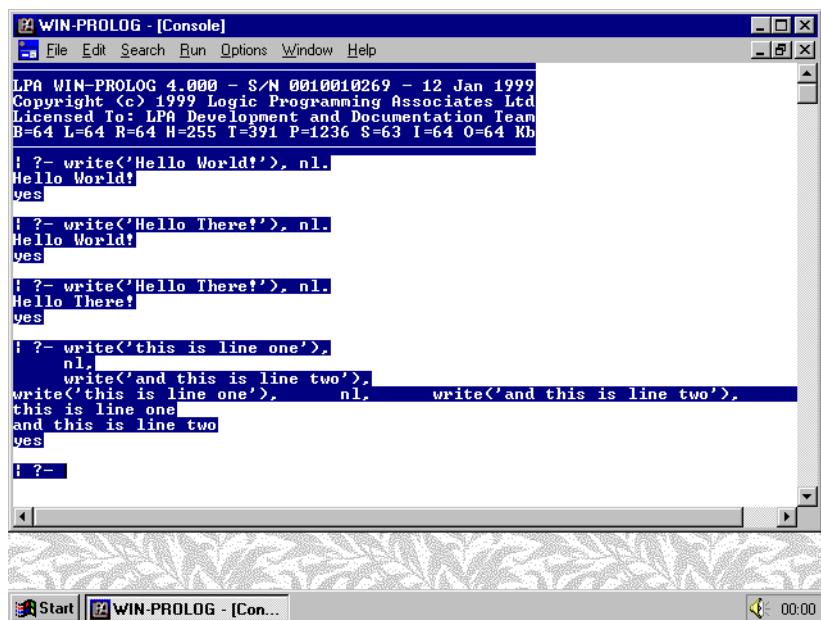 WIN-PROLOG - [Console]
File Edit Search Run Options Window Help
LPA WIN-PROLOG 4.000 - S/N 0010010269 - 12 Jan 1999
Copyright (c) 1999 Logic Programming Associates Ltd
Licensed To: LPA Development and Documentation Team
B=64 L=64 R=64 H=255 T=391 P=1236 S=63 I=64 O=64 Kb
| ?- write('Hello World!'), nl.
Hello World!
yes
| ?- write('Hello There!'), nl.
Hello World!
yes
| ?- write('Hello There!'), nl.
Hello There!
yes
| ?- write('this is line one'),
nl,
write('and this is line two'),
write('this is line one'), nl, write('and this is line two'),
this is line one
and this is line two
yes
| ?-
Start WIN-PROLOG - [Con... 00:00